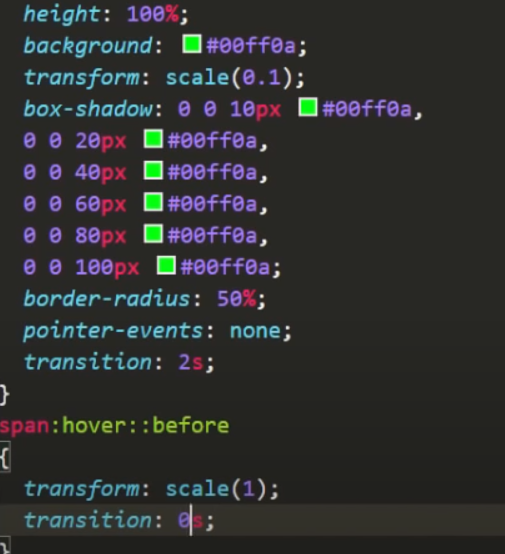 height: 100%;
background: #00ff0a;
transform: scale(0.1);
box-shadow: 0 0 10px #00ff0a,
0 0 20px #00ff0a,
0 0 40px #00ff0a,
0 0 60px #00ff0a,
0 0 80px #00ff0a,
0 0 100px #00ff0a;
border-radius: 50%;
pointer-events: none;
transition: 2s;
}
span:hover::before
{
transform: scale(1);
transition: 0s;
}